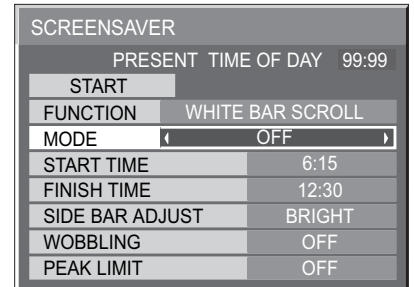 SCREENSAVER
PRESENT TIME OF DAY 99:99
START
FUNCTION WHITE BAR SCROLL
MODE OFF
START TIME 6:15
FINISH TIME 12:30
SIDE BAR ADJUST BRIGHT
WOBBLING OFF
PEAK LIMIT OFF